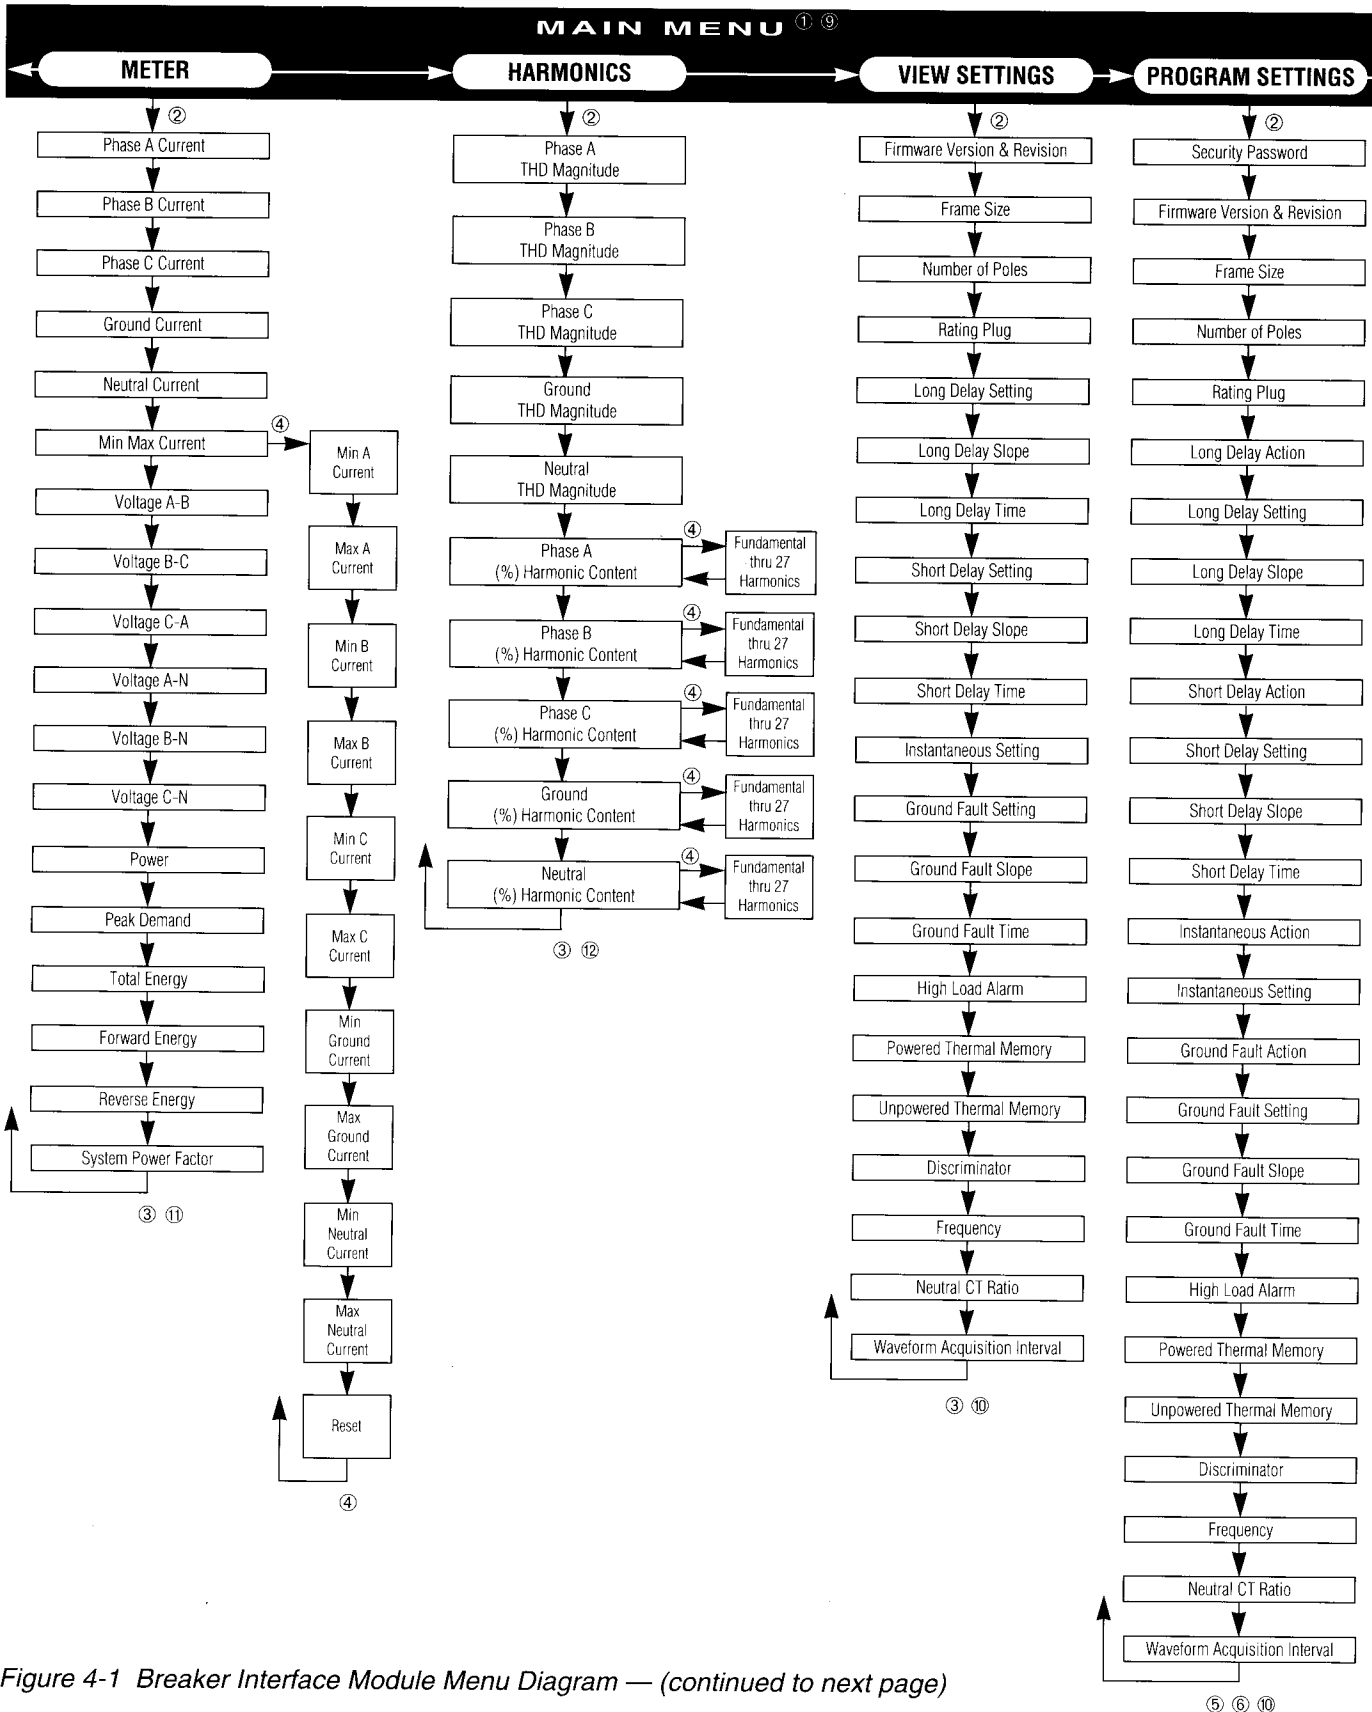 MAIN MENU ① ⑨
METER
HARMONICS
VIEW SETTINGS
PROGRAM SETTINGS
②
Phase A Current
Phase B Current
Phase C Current
Ground Current
Neutral Current
Min Max Current
④
Voltage A-B
Voltage B-C
Voltage C-A
Voltage A-N
Voltage B-N
Voltage C-N
Power
Peak Demand
Total Energy
Forward Energy
Reverse Energy
System Power Factor
③ ⑪
Min A
Current
Max A
Current
Min B
Current
Max B
Current
Min C
Current
Max C
Current
Min
Ground
Current
Max
Ground
Current
Min
Neutral
Current
Max
Neutral
Current
Reset
④
②
Phase A
THD Magnitude
Phase B
THD Magnitude
Phase C
THD Magnitude
Ground
THD Magnitude
Neutral
THD Magnitude
Phase A
(%) Harmonic Content
④
Fundamental
thru 27
Harmonics
Phase B
(%) Harmonic Content
④
Fundamental
thru 27
Harmonics
Phase C
(%) Harmonic Content
④
Fundamental
thru 27
Harmonics
Ground
(%) Harmonic Content
④
Fundamental
thru 27
Harmonics
Neutral
(%) Harmonic Content
④
Fundamental
thru 27
Harmonics
③ ⑫
②
Firmware Version & Revision
Frame Size
Number of Poles
Rating Plug
Long Delay Setting
Long Delay Slope
Long Delay Time
Short Delay Setting
Short Delay Slope
Short Delay Time
Instantaneous Setting
Ground Fault Setting
Ground Fault Slope
Ground Fault Time
High Load Alarm
Powered Thermal Memory
Unpowered Thermal Memory
Discriminator
Frequency
Neutral CT Ratio
Waveform Acquisition Interval
③ ⑩
②
Security Password
Firmware Version & Revision
Frame Size
Number of Poles
Rating Plug
Long Delay Action
Long Delay Setting
Long Delay Slope
Long Delay Time
Short Delay Action
Short Delay Setting
Short Delay Slope
Short Delay Time
Instantaneous Action
Instantaneous Setting
Ground Fault Action
Ground Fault Setting
Ground Fault Slope
Ground Fault Time
High Load Alarm
Powered Thermal Memory
Unpowered Thermal Memory
Discriminator
Frequency
Neutral CT Ratio
Waveform Acquisition Interval
⑤ ⑥ ⑩
Figure 4-1 Breaker Interface Module Menu Diagram — (continued to next page)